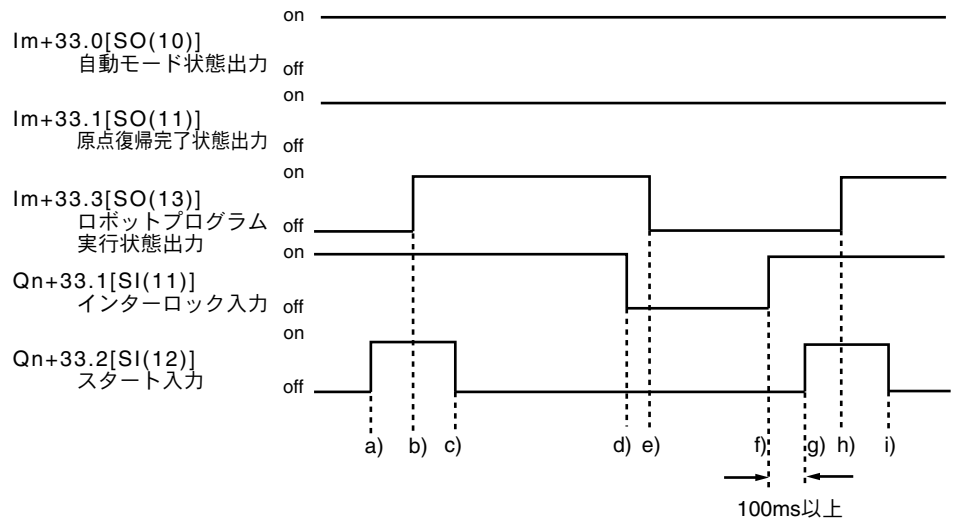 on
Im+33.0[SO(10)]
自動モード状態出力
off
on
Im+33.1[SO(11)]
原点復帰完了状態出力
off
on
Im+33.3[SO(13)]
ロボットプログラム
off
実行状態出力
on
Qn+33.1[SI(11)]
インターロック入力
off
on
Qn+33.2[SI(12)]
スタート入力
off
a) b) c) d) e) f) g) h) i)
100ms以上